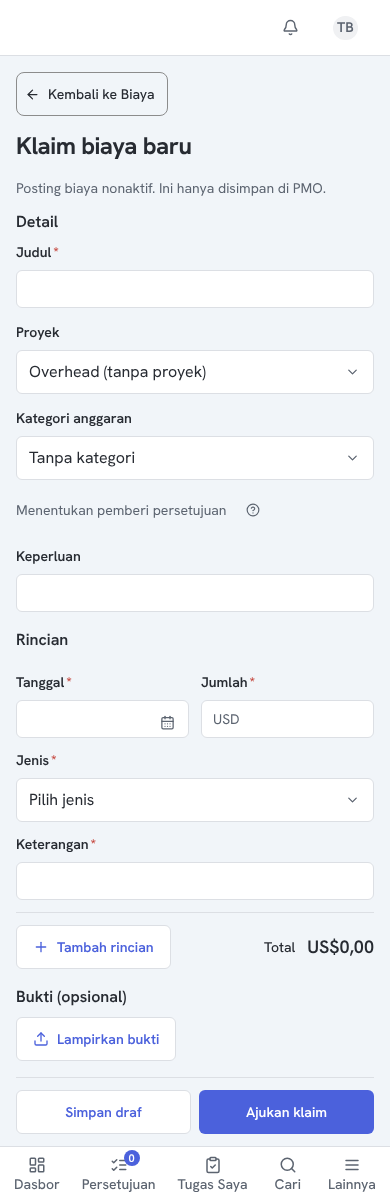 TB
Kembali ke Biaya
Klaim biaya baru
Posting biaya nonaktif. Ini hanya disimpan di PMO.
Detail
Judul*
Proyek
Overhead (tanpa proyek)
Kategori anggaran
Tanpa kategori
Menentukan pemberi persetujuan
Keperluan
Rincian
Tanggal* Jumlah*
USD
Jenis*
Pilih jenis
Keterangan*
Tambah rincian Total US$0,00
Bukti (opsional)
Lampirkan bukti
Simpan draf Ajukan klaim
0
Dasbor Persetujuan Tugas Saya Cari Lainnya